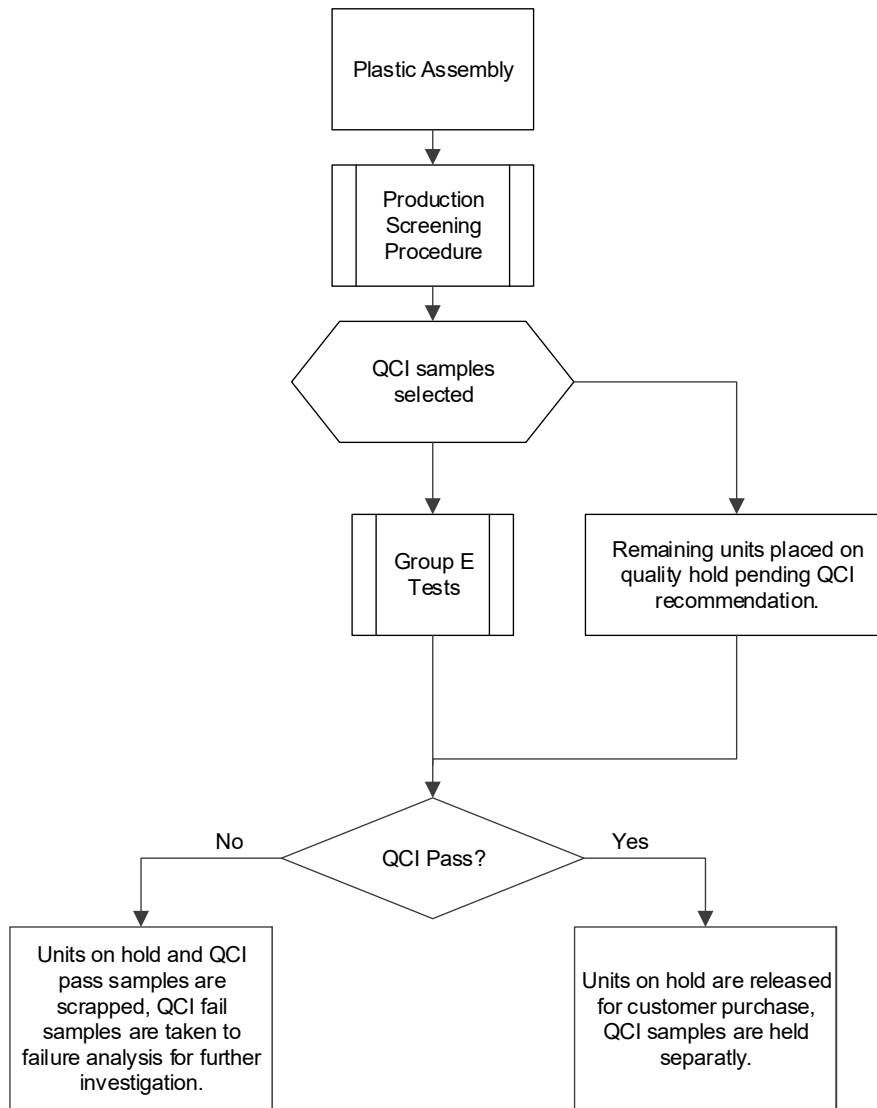 Plastic Assembly
Production
Screening
Procedure
QCI samples
selected
Group E
Tests
Remaining units placed on
quality hold pending QCI
recommendation.
QCI Pass?
No
Yes
Units on hold and QCI
pass samples are
scrapped, QCI fail
samples are taken to
failure analysis for further
investigation.
Units on hold are released
for customer purchase,
QCI samples are held
separatly.